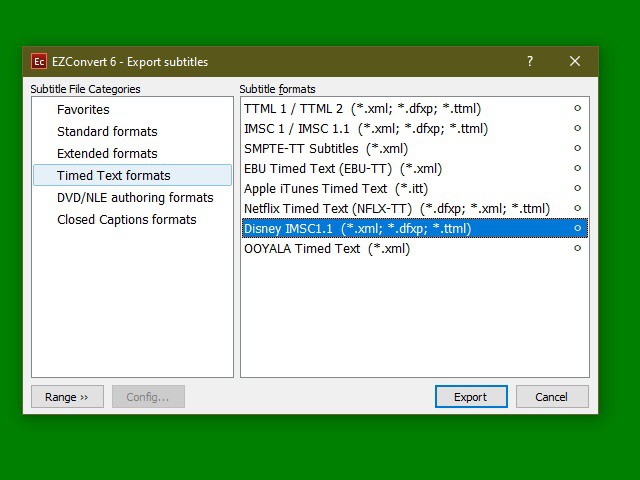 Ec EZConvert 6 - Export subtitles ?
Subtitle File Categories
Favorites
Standard formats
Extended formats
Timed Text formats
DVD/NLE authoring formats
Closed Captions formats
Subtitle formats
TTML 1 / TTML 2 (*.xml; *.dfxp; *.ttml)
IMSC 1 / IMSC 1.1 (*.xml; *.dfxp; *.ttml)
SMPTE-TT Subtitles (*.xml)
EBU Timed Text (EBU-TT) (*.xml)
Apple iTunes Timed Text (*.itt)
Netflix Timed Text (NFLX-TT) (*.dfxp; *.xml; *.ttml)
Disney IMSC1.1 (*.xml; *.dfxp; *.ttml)
OOYALA Timed Text (*.xml)
Range >> Config... Export Cancel